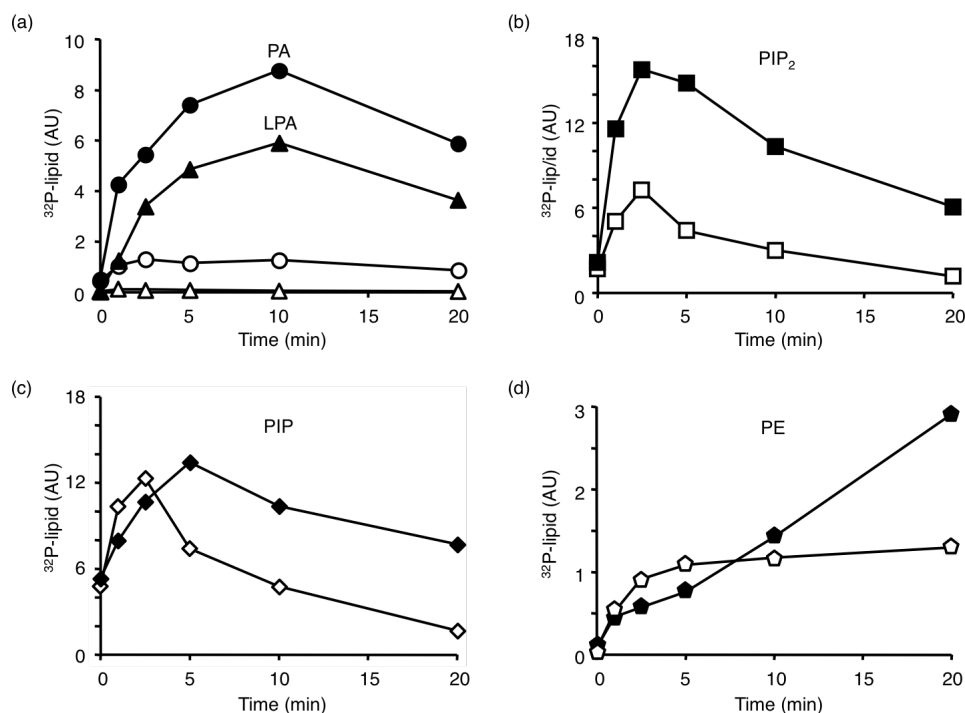 (a)
10
8
6
4
2
0
³²P-lipid (AU)
PA
LPA
0
5
10
15
20
Time (min)
(b)
18
12
6
0
³²P-lip/id (AU)
PIP₂
0
5
10
15
20
Time (min)
(c)
18
12
6
0
³²P-lipid (AU)
PIP
0
5
10
15
20
Time (min)
(d)
3
2
1
0
³²P-lipid (AU)
PE
0
5
10
15
20
Time (min)